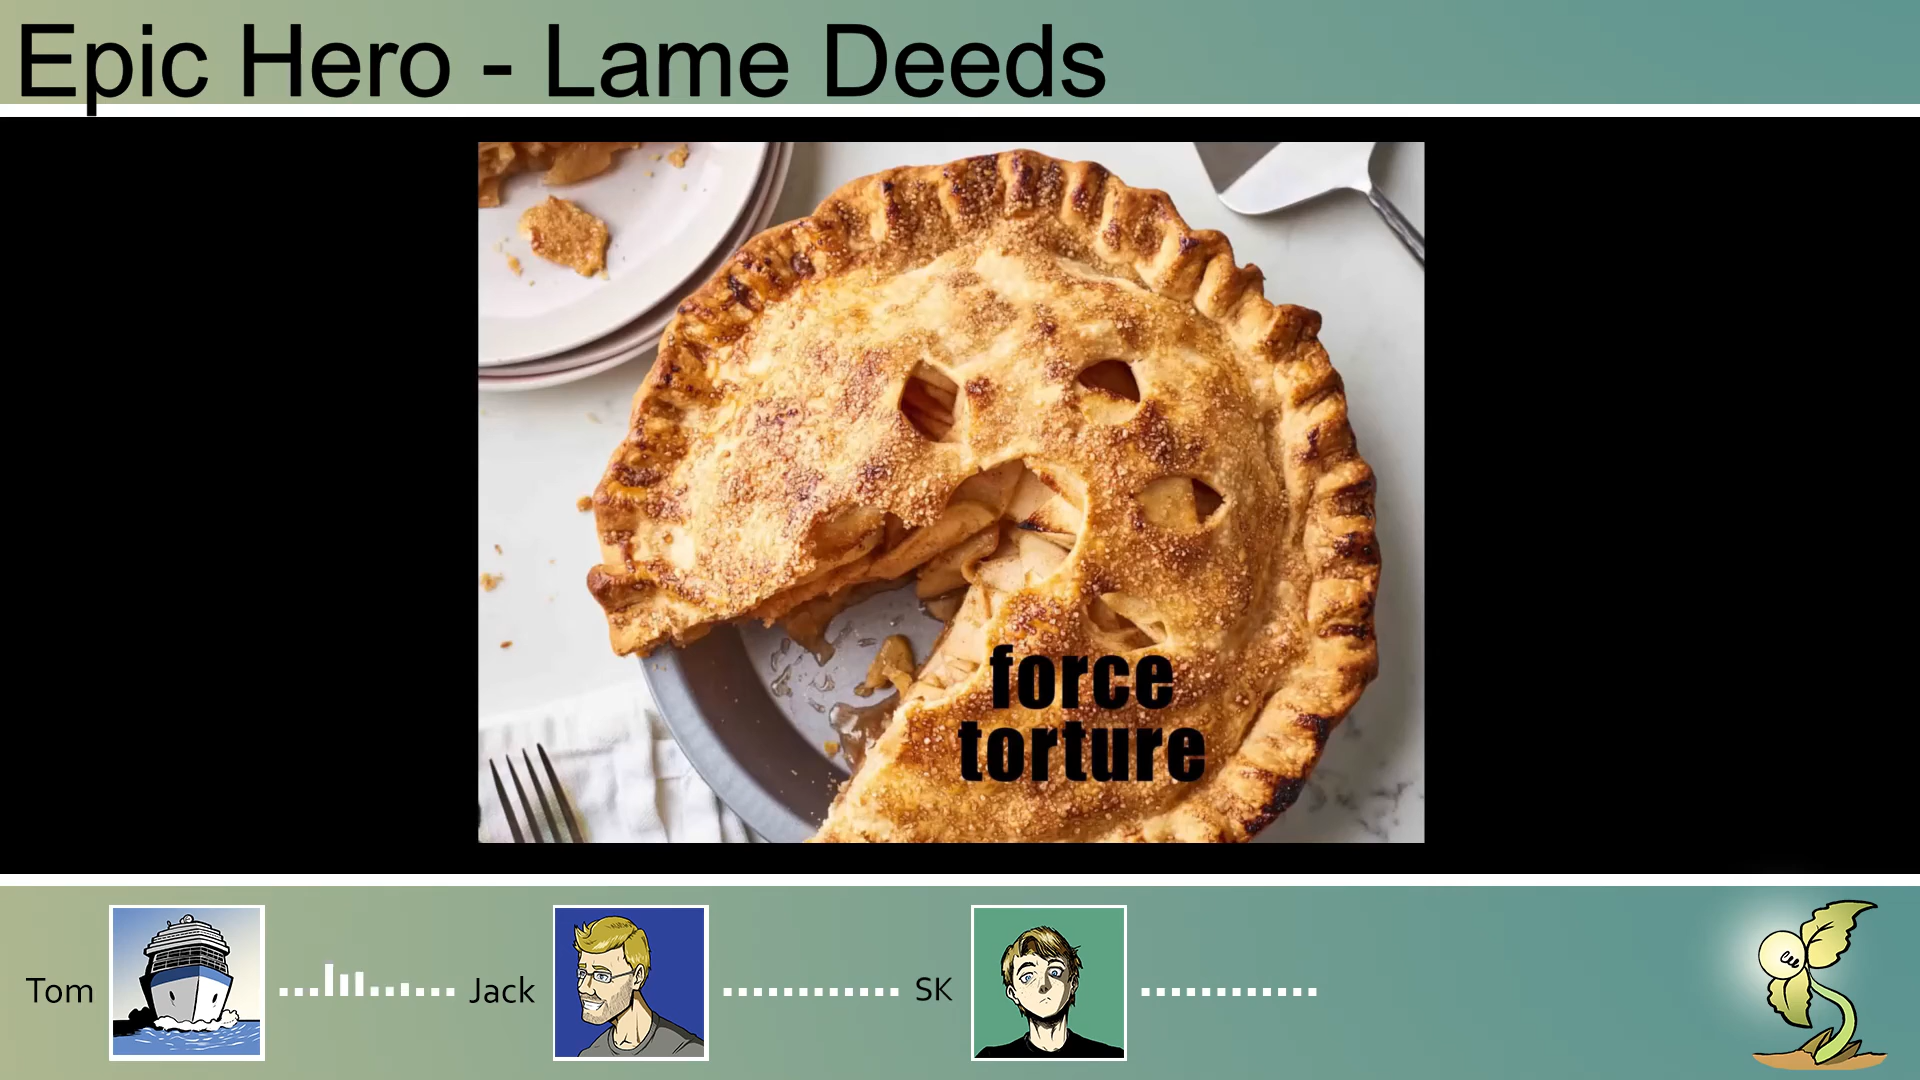 Epic Hero - Lame Deeds
force
torture
Tom
Jack
SK